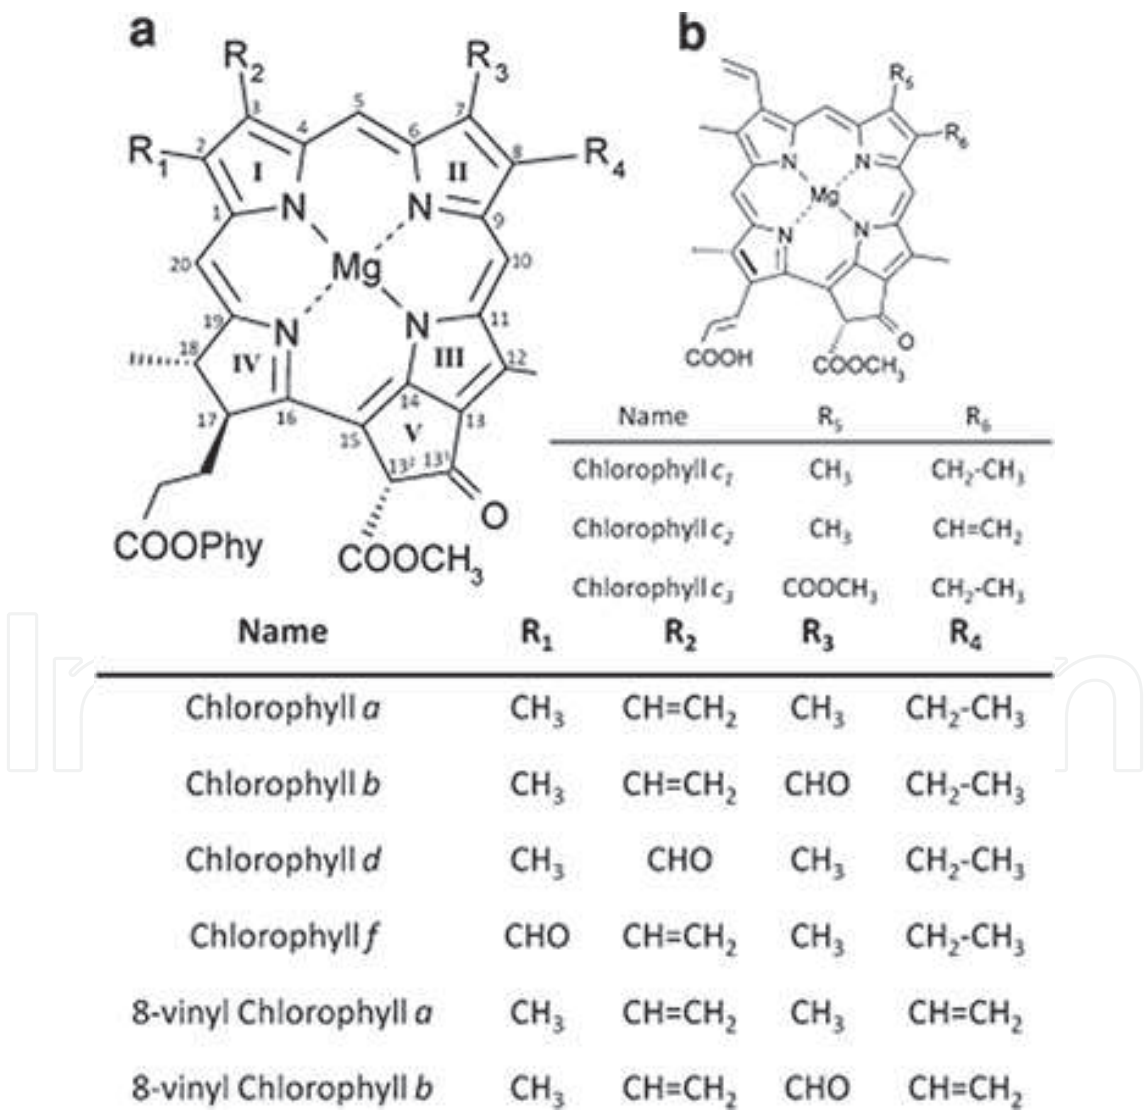 a
R₂
R₃
R₁
R₄
1
2
3
4
5
6
7
8
9
10
11
12
13
14
15
16
17
18
19
20
13²
13¹
I
II
III
IV
V
N
N
N
N
Mg
O
COOPhy
COOCH₃
b
R₅
R₆
N
N
N
N
Mg
O
COOH
COOCH₃
Name R₅ R₆
Chlorophyll c₁ CH₃ CH₂-CH₃
Chlorophyll c₂ CH₃ CH=CH₂
Chlorophyll c₃ COOCH₃ CH₂-CH₃
Name R₁ R₂ R₃ R₄
Chlorophyll a CH₃ CH=CH₂ CH₃ CH₂-CH₃
Chlorophyll b CH₃ CH=CH₂ CHO CH₂-CH₃
Chlorophyll d CH₃ CHO CH₃ CH₂-CH₃
Chlorophyll f CHO CH=CH₂ CH₃ CH₂-CH₃
8-vinyl Chlorophyll a CH₃ CH=CH₂ CH₃ CH=CH₂
8-vinyl Chlorophyll b CH₃ CH=CH₂ CHO CH=CH₂